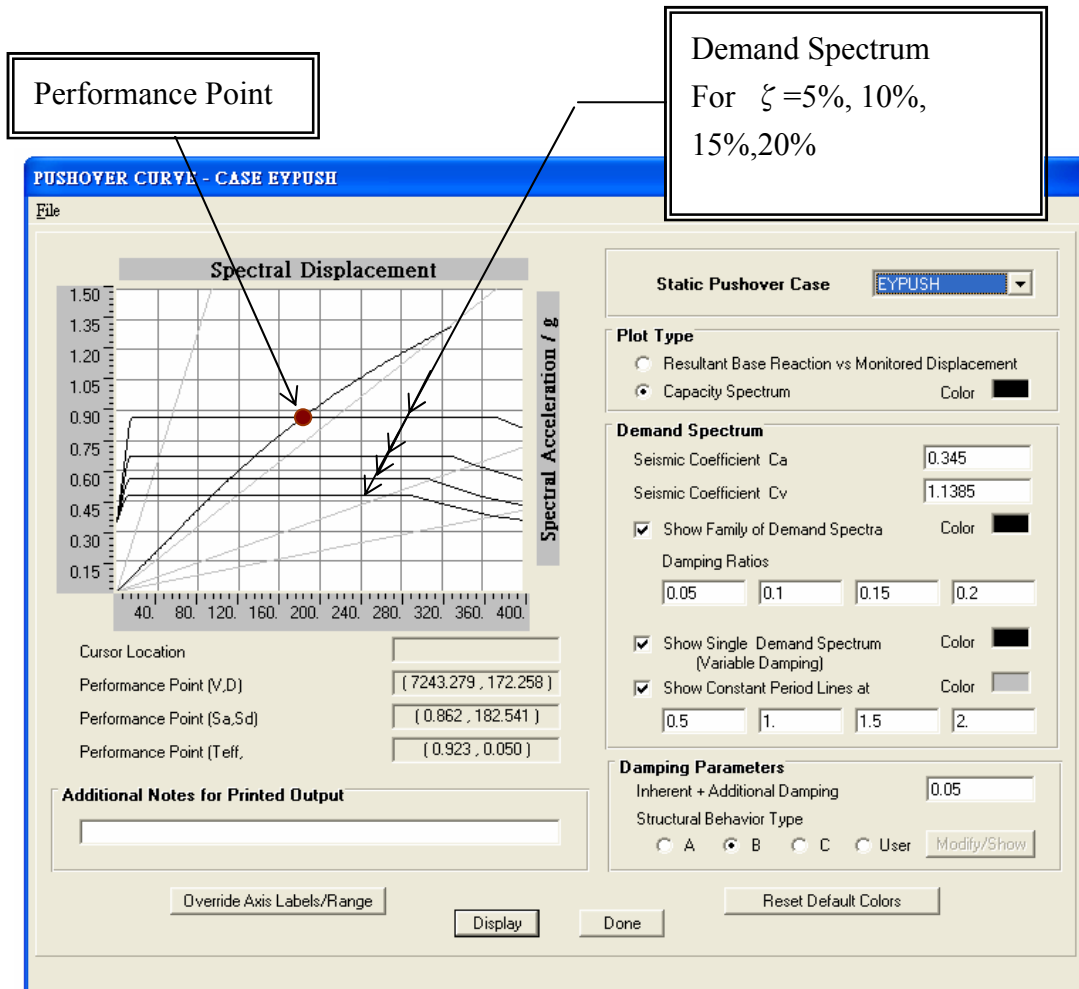 Performance Point
Demand Spectrum
For ζ =5%, 10%,
15%,20%
PUSHOVER CURVE - CASE EYPUSH
File
Spectral Displacement
1.50
1.35
1.20
1.05
0.90
0.75
0.60
0.45
0.30
0.15
Spectral Acceleration / g
40. 80. 120. 160. 200. 240. 280. 320. 360. 400.
Cursor Location
Performance Point (V,D) (7243.279 , 172.258 )
Performance Point (Sa,Sd) ( 0.862 , 182.541 )
Performance Point (Teff, ( 0.923 , 0.050 )
Additional Notes for Printed Output
Override Axis Labels/Range
Display
Static Pushover Case EYPUSH
Plot Type
Resultant Base Reaction vs Monitored Displacement
Capacity Spectrum Color
Demand Spectrum
Seismic Coefficient Ca 0.345
Seismic Coefficient Cv 1.1385
Show Family of Demand Spectra Color
Damping Ratios
0.05 0.1 0.15 0.2
Show Single Demand Spectrum Color
(Variable Damping)
Show Constant Period Lines at Color
0.5 1. 1.5 2.
Damping Parameters
Inherent + Additional Damping 0.05
Structural Behavior Type
A B C User Modify/Show
Reset Default Colors
Done